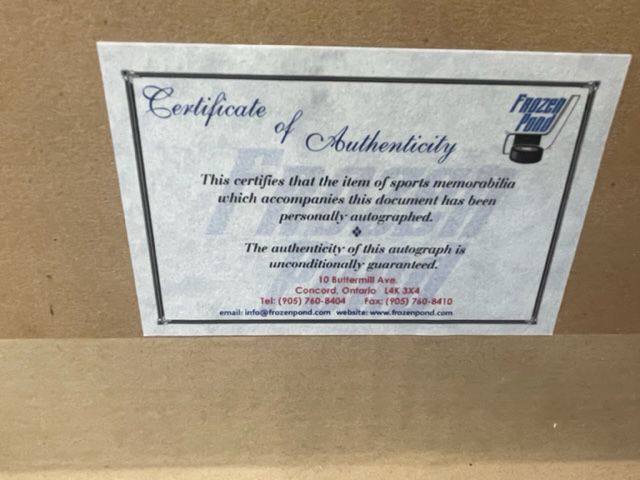 Certificate
of
Authenticity
Frozen
Pond
This certifies that the item of sports memorabilia
which accompanies this document has been
personally autographed.
The authenticity of this autograph is
unconditionally guaranteed.
10 Buttermill Ave.
Concord, Ontario L4K 3X4
Tel: (905) 760-8404 Fax: (905) 760-8410
email: info@frozenpond.com website: www.frozenpond.com